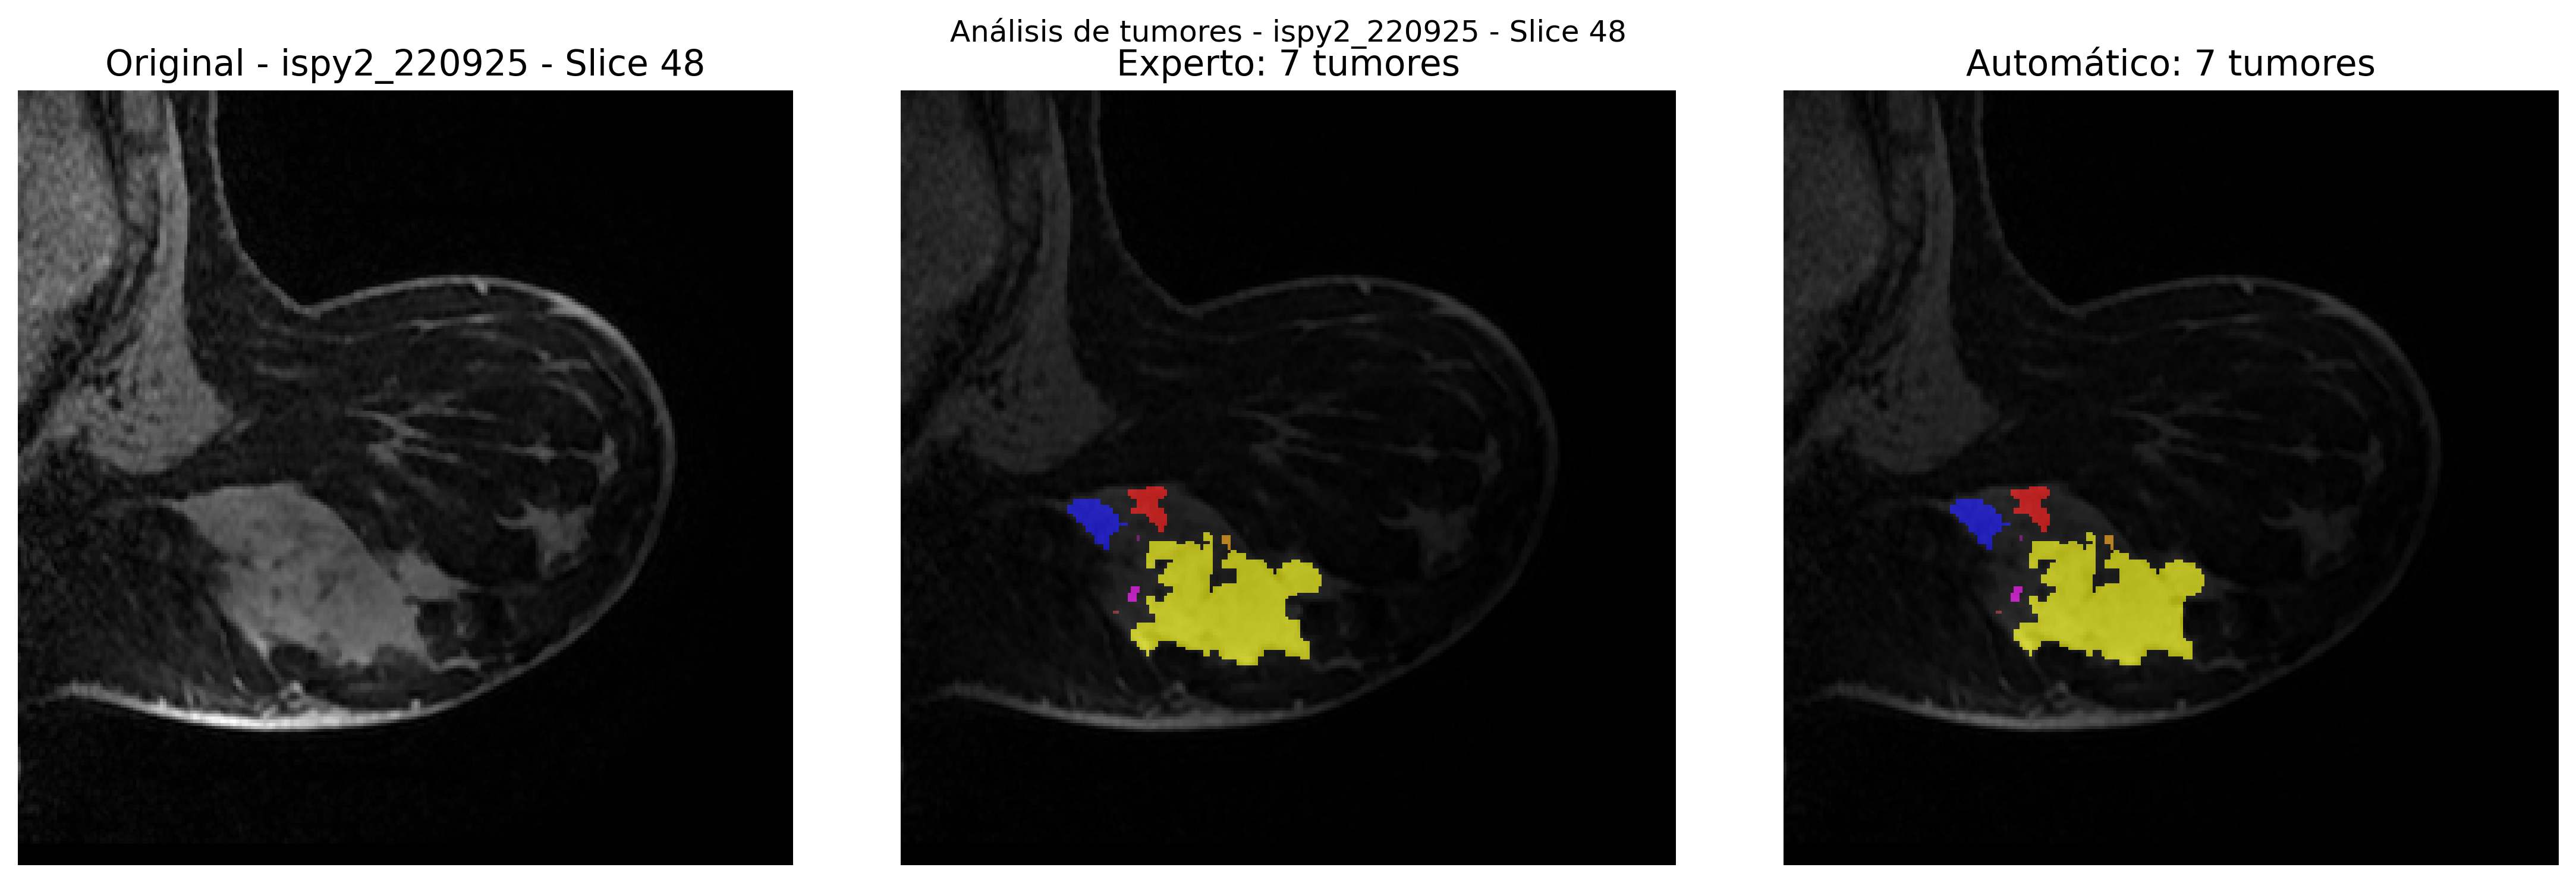 Análisis de tumores - ispy2_220925 - Slice 48
Original - ispy2_220925 - Slice 48
Experto: 7 tumores
Automático: 7 tumores